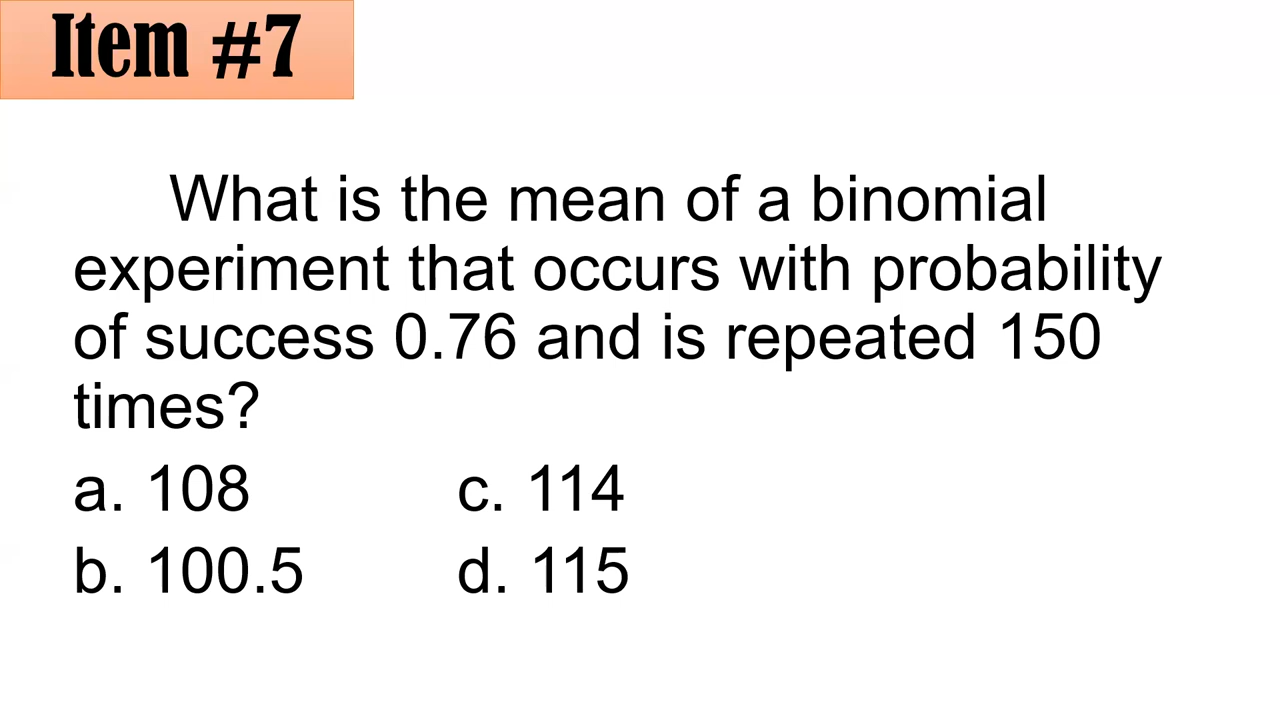 Item #7
What is the mean of a binomial
experiment that occurs with probability
of success 0.76 and is repeated 150
times?
a. 108 c. 114
b. 100.5 d. 115